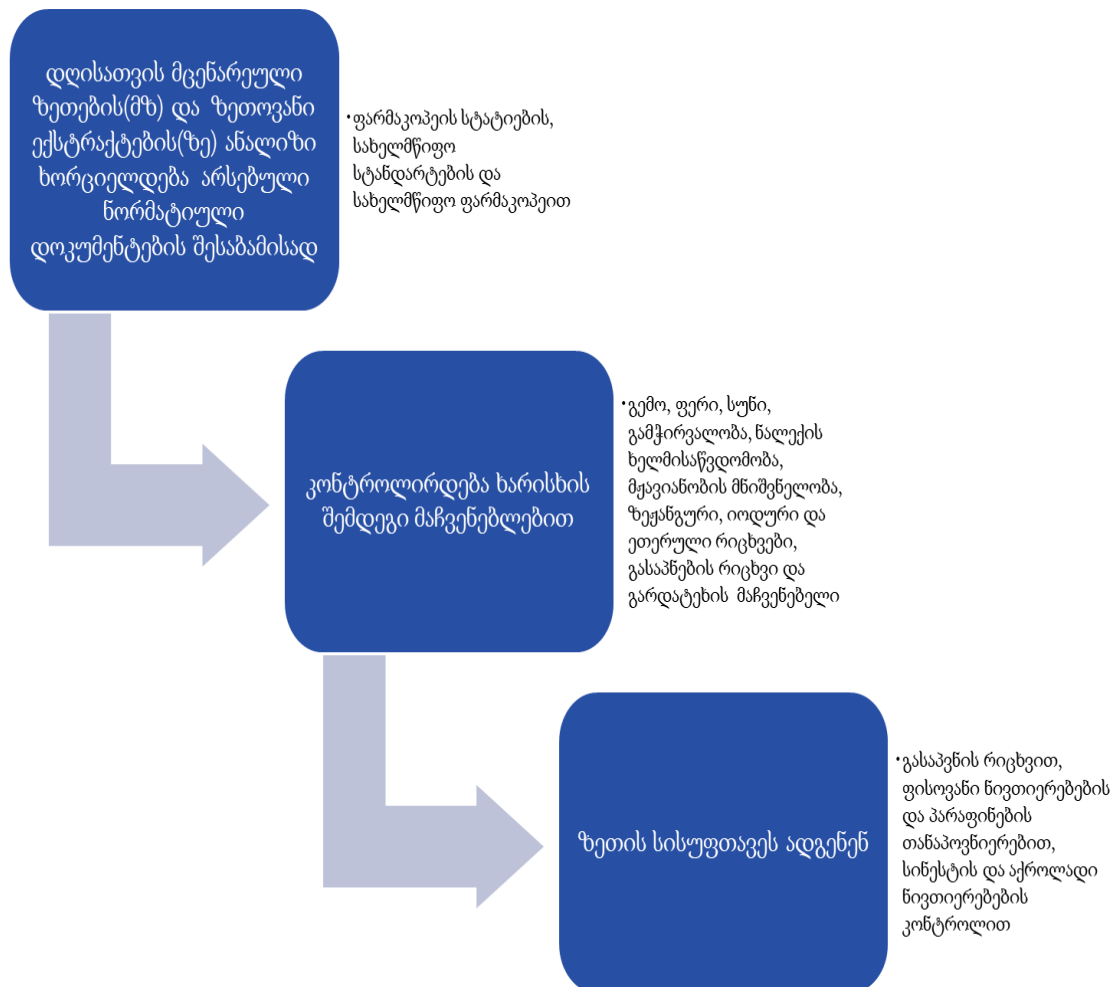 დღისათვის მცენარეული
ზეთების(მზ) და ზეთოვანი
ექსტრაქტების(ზე) ანალიზი
ხორციელდება არსებული
ნორმატიული
დოკუმენტების შესაბამისად
•ფარმაკოპეის სტატიების,
სახელმწიფო
სტანდარტების და
სახელმწიფო ფარმაკოპეით
კონტროლირდება ხარისხის
შემდეგი მაჩვენებლებით
•გემო, ფერი, სუნი,
გამჭირვალობა, ნალექის
ხელმისაწვდომობა,
მჟავიანობის მნიშვნელობა,
ზეჟანგური, იოდური და
ეთერული რიცხვები,
გასაპნების რიცხვი და
გარდატეხის მაჩვენებელი
ზეთის სისუფთავეს ადგენენ
•გასაპვნის რიცხვით,
ფისოვანი ნივთიერებების
და პარაფინების
თანაპოვნიერებით,
სინესტის და აქროლადი
ნივთიერებების
კონტროლით